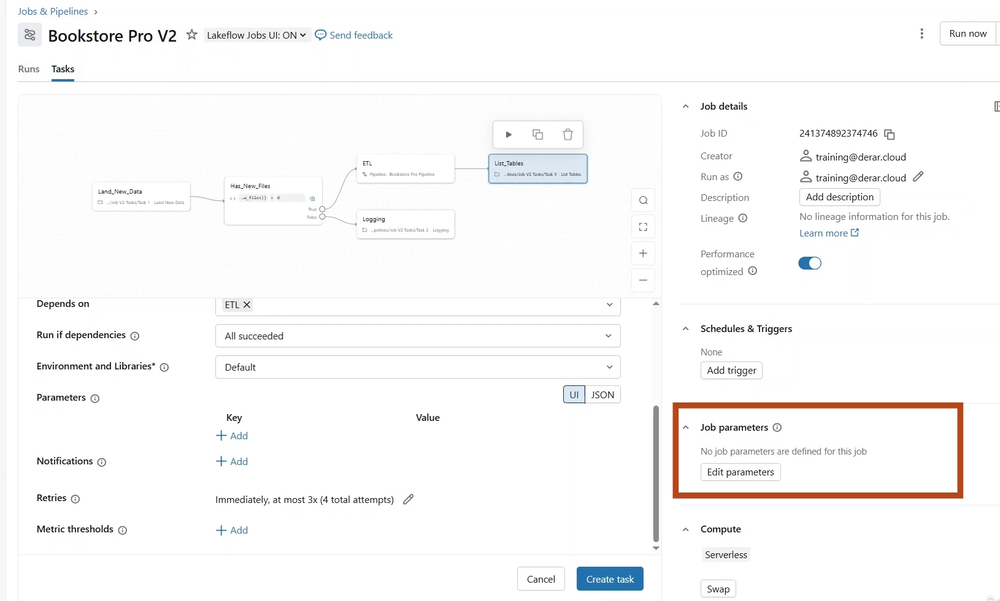 Jobs & Pipelines ›
Bookstore Pro V2
Lakeflow Jobs UI: ON
Send feedback
Run now
Runs
Tasks
Land_New_Data
.../Job V2 Tasks/Task 1 - Land New Data
Has_New_Files
...w_files}} > 0
True
False
ETL
Pipeline: Bookstore Pro Pipeline
Logging
...pelines/Job V2 Tasks/Task 2 - Logging
List_Tables
...lines/Job V2 Tasks/Task 3 - List Tables
Depends on
ETL
Run if dependencies
All succeeded
Environment and Libraries*
Default
Parameters
UI
JSON
Key
Value
Add
Notifications
Add
Retries
Immediately, at most 3x (4 total attempts)
Metric thresholds
Add
Cancel
Create task
Job details
Job ID
241374892374746
Creator
training@derar.cloud
Run as
training@derar.cloud
Description
Add description
Lineage
No lineage information for this job.
Learn more
Performance
optimized
Schedules & Triggers
None
Add trigger
Job parameters
No job parameters are defined for this job
Edit parameters
Compute
Serverless
Swap